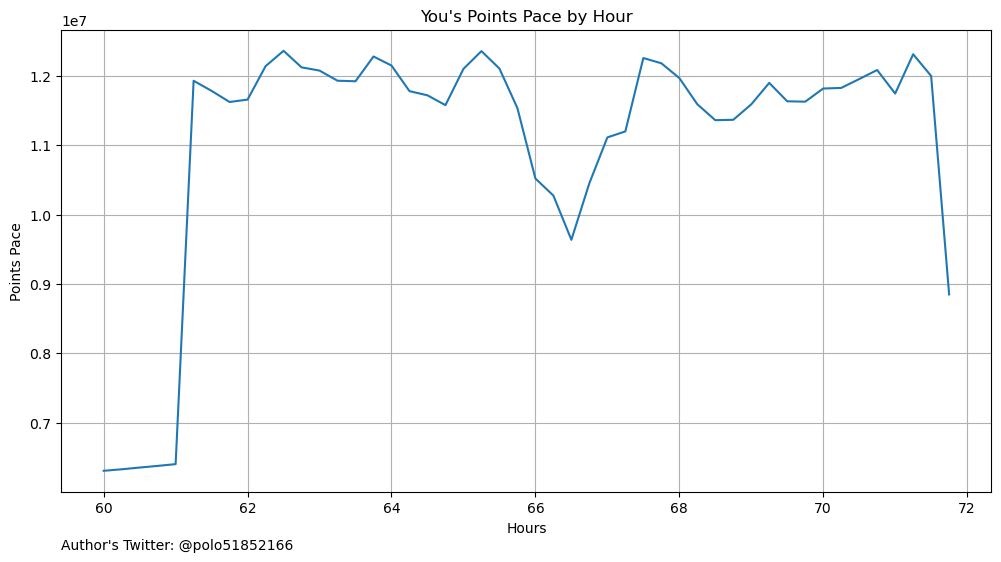 You's Points Pace by Hour
1e7
1.2
1.1
1.0
0.9
0.8
0.7
Points Pace
60 62 64 66 68 70 72
Hours
Author's Twitter: @polo51852166